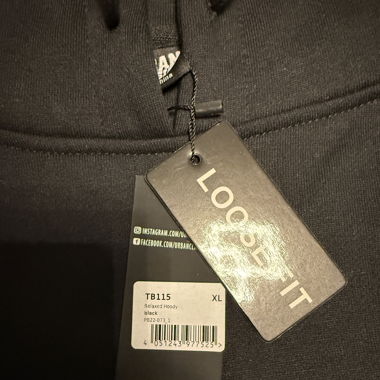 LOOSE FIT
INSTAGRAM.COM/U
FACEBOOK.COM/URBANCL
TB115 XL
Relaxed Hoody
black
4 051243 977525 >